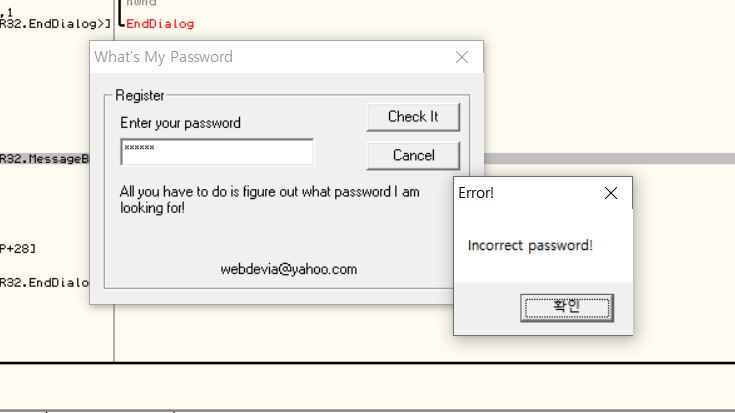 hWnd
,1
R32.EndDialog>]
EndDialog
What's My Password
Register
Enter your password
******
Check It
Cancel
R32.MessageB
All you have to do is figure out what password I am
looking for!
Error!
Incorrect password!
확인
P+28]
R32.EndDialo
webdevia@yahoo.com